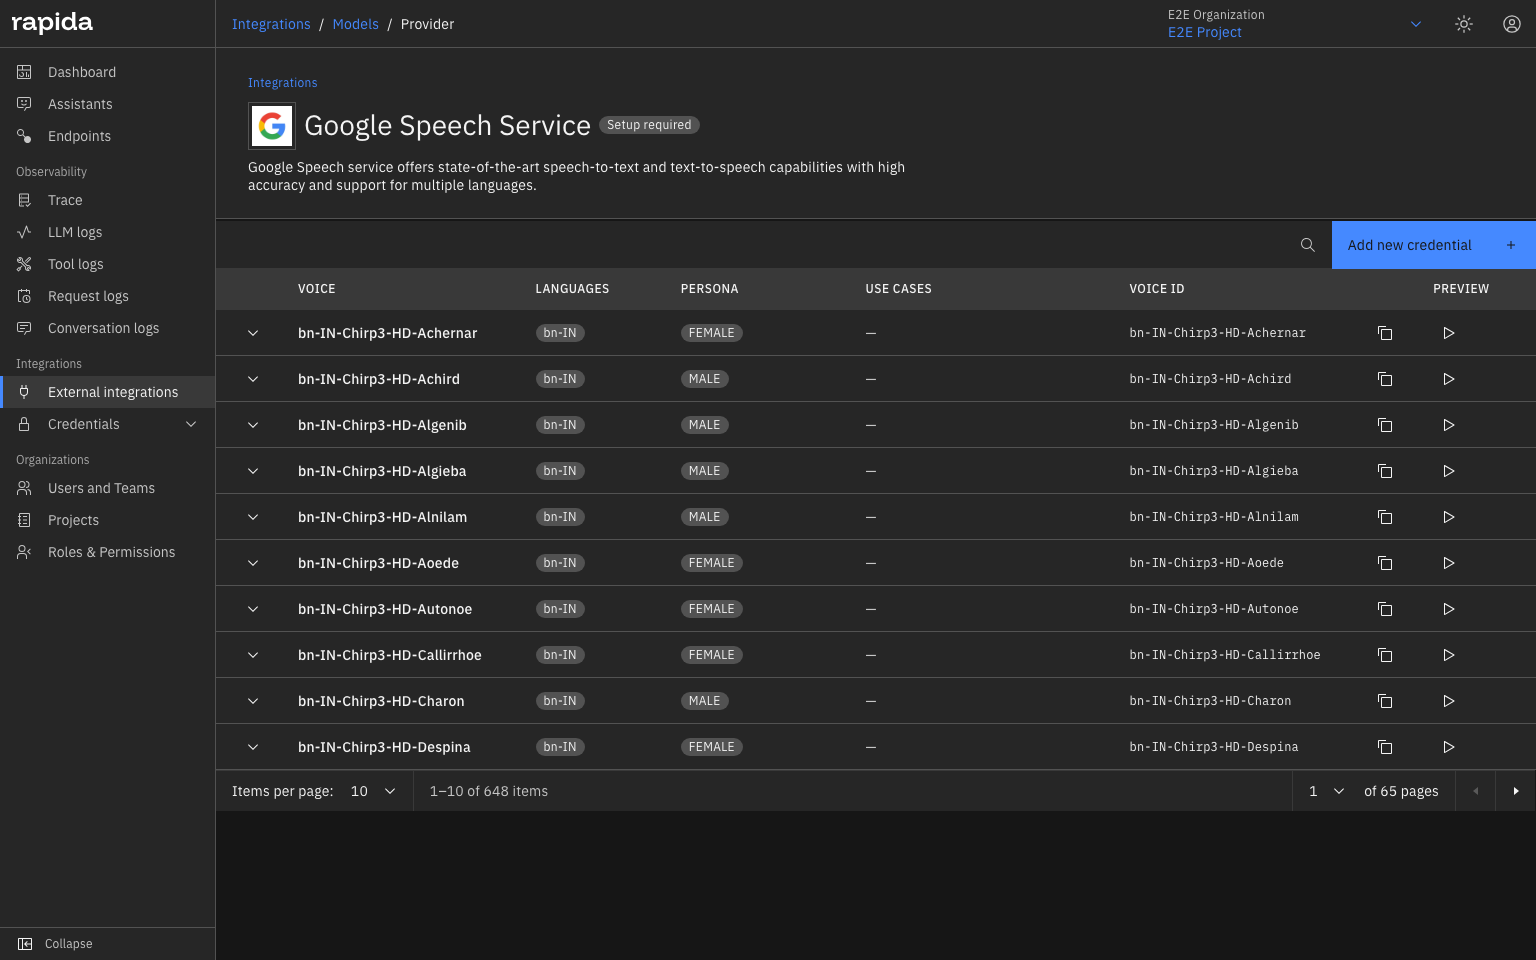 rapida
Integrations / Models / Provider
E2E Organization
E2E Project
Dashboard
Assistants
Endpoints
Observability
Trace
LLM logs
Tool logs
Request logs
Conversation logs
Integrations
External integrations
Credentials
Organizations
Users and Teams
Projects
Roles & Permissions
Collapse
Integrations
Google Speech Service Setup required
Google Speech service offers state-of-the-art speech-to-text and text-to-speech capabilities with high
accuracy and support for multiple languages.
Add new credential +
VOICE LANGUAGES PERSONA USE CASES VOICE ID PREVIEW
bn-IN-Chirp3-HD-Achernar bn-IN FEMALE — bn-IN-Chirp3-HD-Achernar
bn-IN-Chirp3-HD-Achird bn-IN MALE — bn-IN-Chirp3-HD-Achird
bn-IN-Chirp3-HD-Algenib bn-IN MALE — bn-IN-Chirp3-HD-Algenib
bn-IN-Chirp3-HD-Algieba bn-IN MALE — bn-IN-Chirp3-HD-Algieba
bn-IN-Chirp3-HD-Alnilam bn-IN MALE — bn-IN-Chirp3-HD-Alnilam
bn-IN-Chirp3-HD-Aoede bn-IN FEMALE — bn-IN-Chirp3-HD-Aoede
bn-IN-Chirp3-HD-Autonoe bn-IN FEMALE — bn-IN-Chirp3-HD-Autonoe
bn-IN-Chirp3-HD-Callirrhoe bn-IN FEMALE — bn-IN-Chirp3-HD-Callirrhoe
bn-IN-Chirp3-HD-Charon bn-IN MALE — bn-IN-Chirp3-HD-Charon
bn-IN-Chirp3-HD-Despina bn-IN FEMALE — bn-IN-Chirp3-HD-Despina
Items per page: 10 1–10 of 648 items 1 of 65 pages